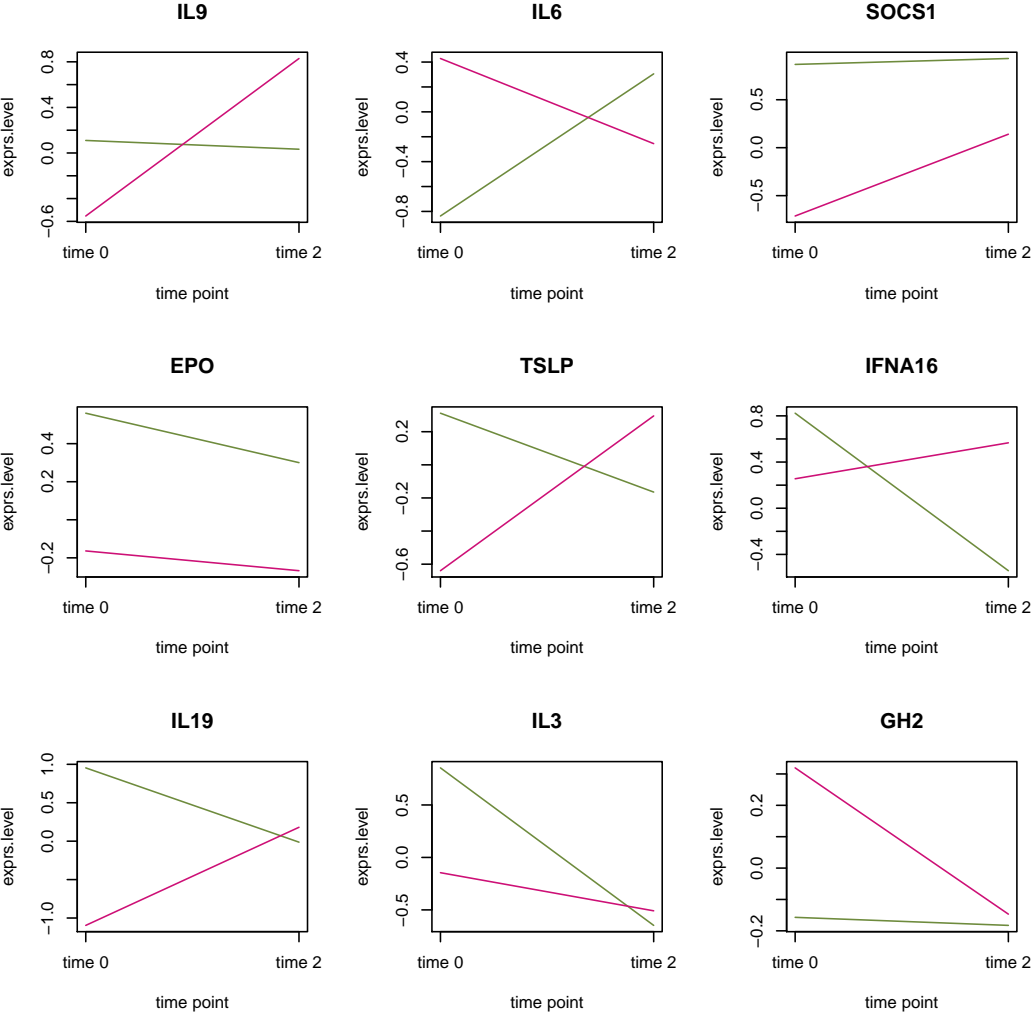 IL9
exprs.level
−0.6
0.0
0.4
0.8
time 0
time 2
time point
IL6
exprs.level
−0.8
−0.4
0.0
0.4
time 0
time 2
time point
SOCS1
exprs.level
−0.5
0.0
0.5
time 0
time 2
time point
EPO
exprs.level
−0.2
0.2
0.4
time 0
time 2
time point
TSLP
exprs.level
−0.6
−0.2
0.2
time 0
time 2
time point
IFNA16
exprs.level
−0.4
0.0
0.4
0.8
time 0
time 2
time point
IL19
exprs.level
−1.0
0.0
0.5
1.0
time 0
time 2
time point
IL3
exprs.level
−0.5
0.0
0.5
time 0
time 2
time point
GH2
exprs.level
−0.2
0.0
0.2
time 0
time 2
time point